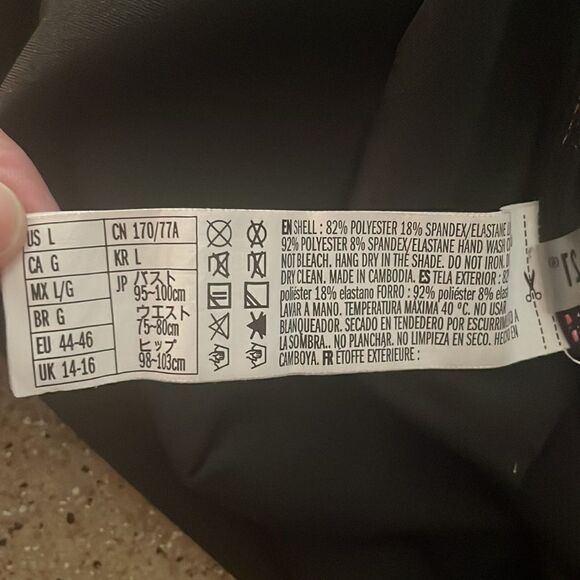 US L
CA G
MX L/G
BR G
EU 44-46
UK 14-16
CN 170/77A
KR L
JP バスト
95~100cm
ウエスト
75~80cm
ヒップ
98~103cm
EN SHELL : 82% POLYESTER 18% SPANDEX/ELASTANE
92% POLYESTER 8% SPANDEX/ELASTANE HAND WASH
NOT BLEACH. HANG DRY IN THE SHADE. DO NOT IRON.
DRY CLEAN. MADE IN CAMBODIA. ES TELA EXTERIOR : 82
poliéster 18% elastano FORRO : 92% poliéster 8%
LAVAR A MANO. TEMPERATURA MÁXIMA 40 °C. NO USAR
BLANQUEADOR. SECAR EN TENDEDERO POR ESCURRIMIENTO A
LA SOMBRA.. NO PLANCHAR. NO LIMPIEZA EN SECO. HECHO EN
CAMBOYA. FR ÉTOFFE EXTERIEURE :